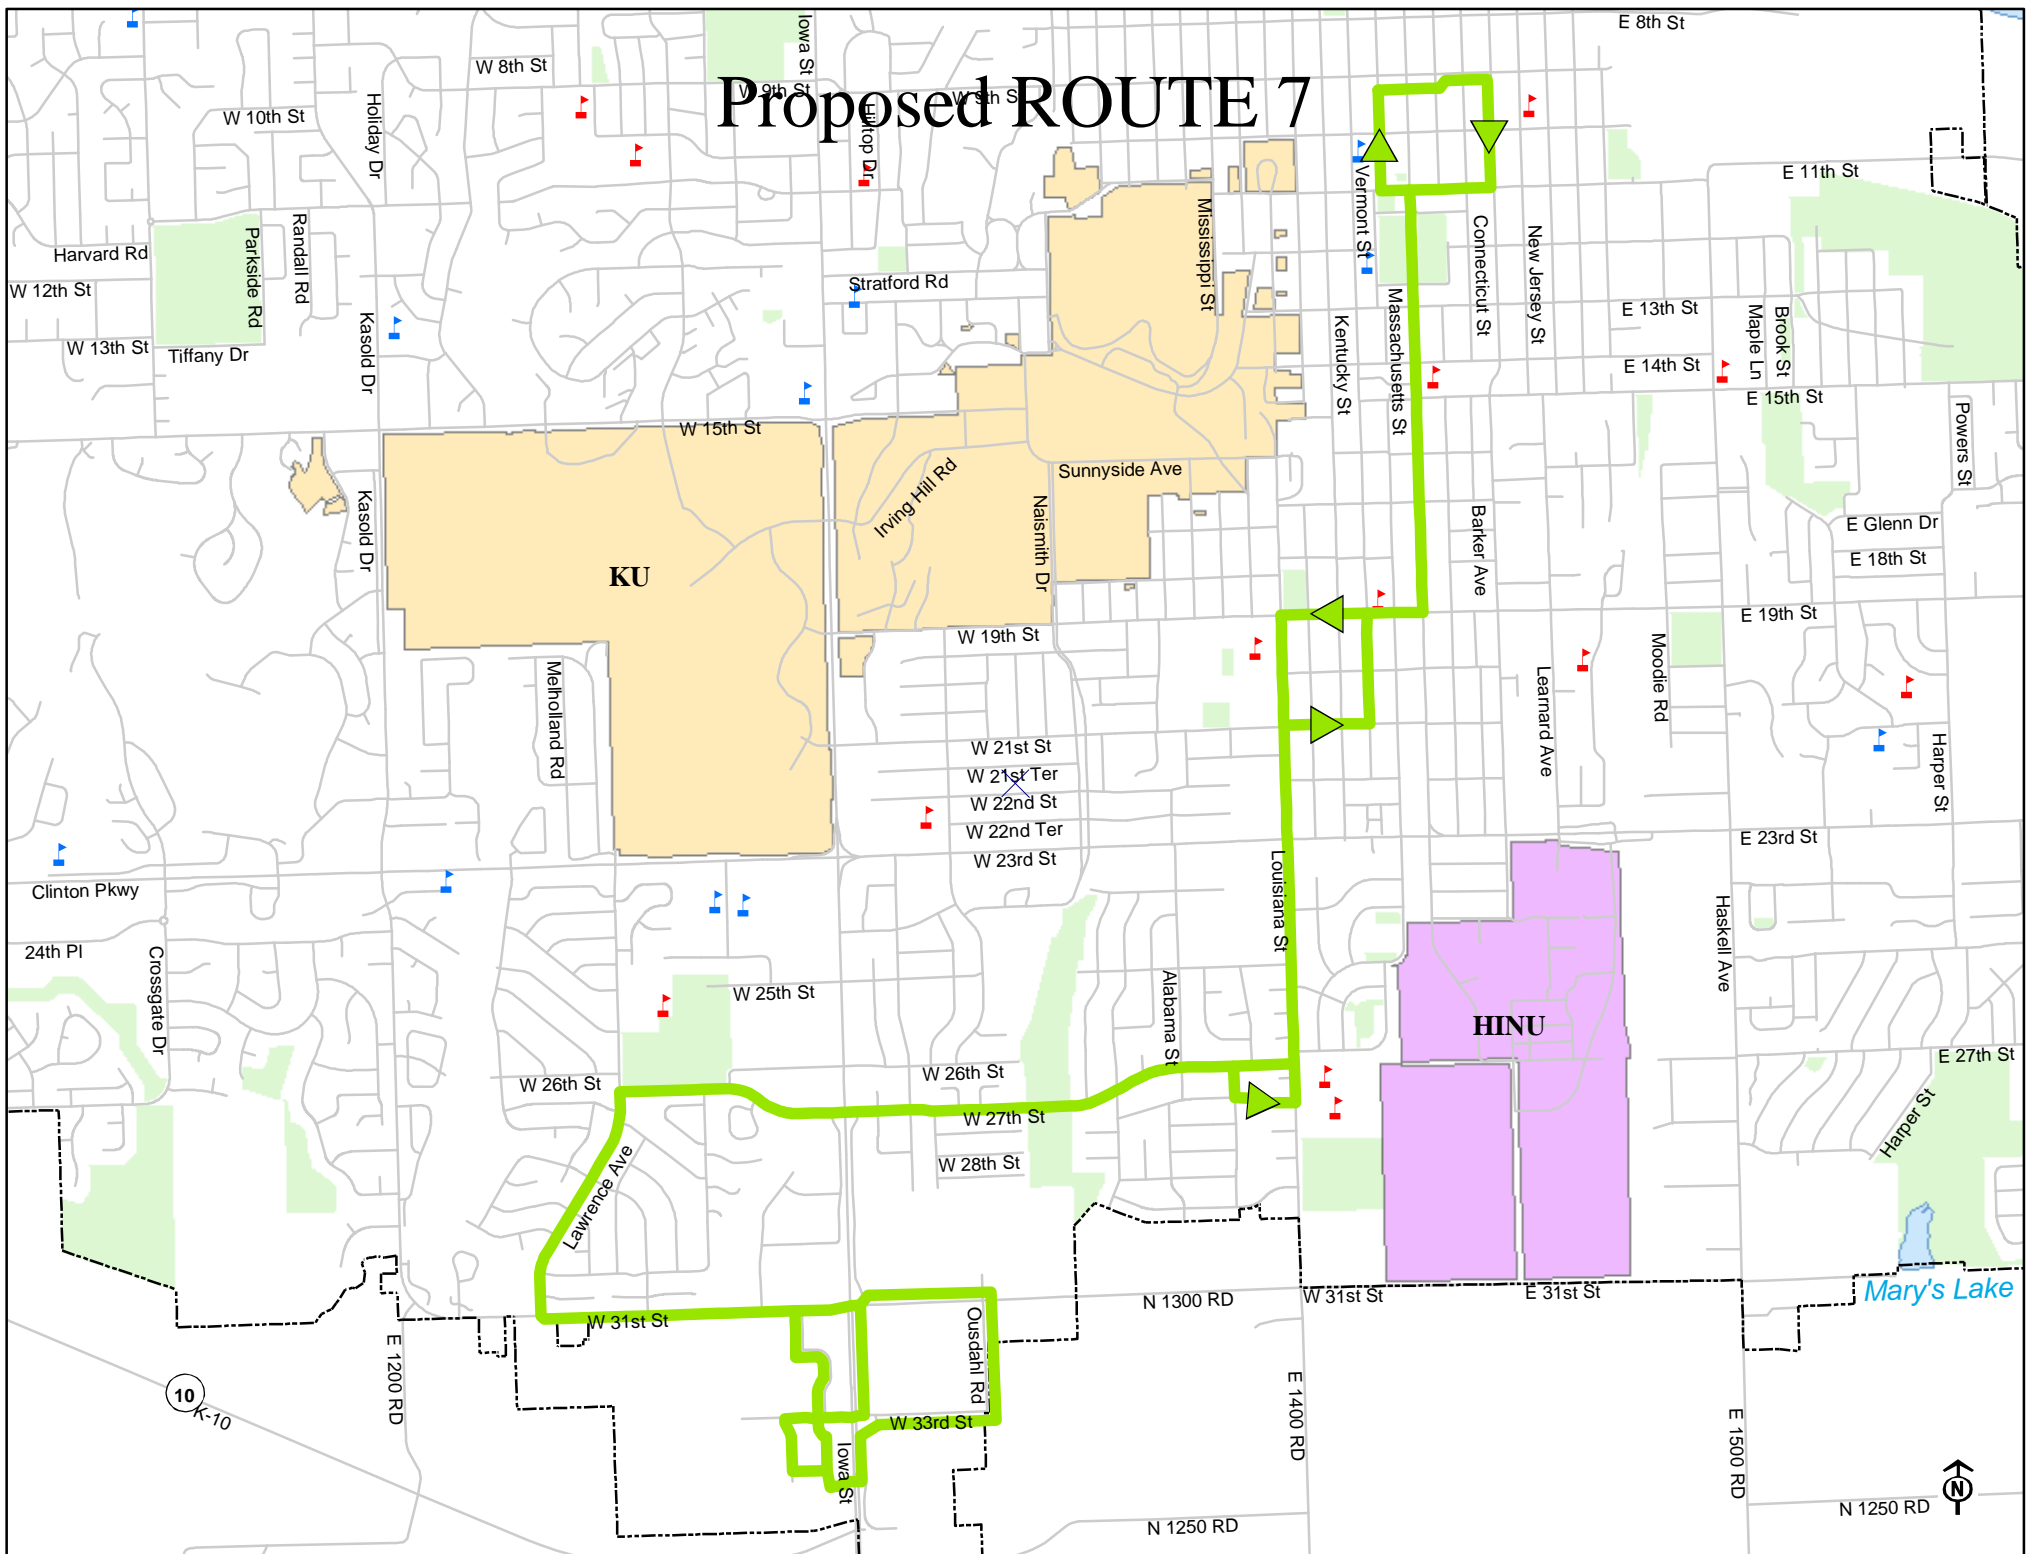 Proposed ROUTE 7
E 8th St
Iowa St
W 8th St
W 9th St
W 9th St
W 10th St
Holiday Dr
Hilltop Dr
E 11th St
Vermont St
Mississippi St
Randall Rd
Parkside Rd
Harvard Rd
Connecticut St
New Jersey St
W 12th St
Stratford Rd
E 13th St
Maple Ln
Brook St
Kasold Dr
Kentucky St
Massachusetts St
W 13th St
Tiffany Dr
E 14th St
E 15th St
Powers St
W 15th St
Sunnyside Ave
Irving Hill Rd
Kasold Dr
Naismith Dr
Barker Ave
E Glenn Dr
E 18th St
KU
E 19th St
W 19th St
Melholland Rd
Learnard Ave
Moodie Rd
Harper St
W 21st St
W 21st Ter
W 22nd St
W 22nd Ter
W 23rd St
E 23rd St
Clinton Pkwy
Louisiana St
Haskell Ave
24th Pl
Crossgate Dr
W 25th St
Alabama St
HINU
E 27th St
W 26th St
W 26th St
W 27th St
Harper St
W 28th St
Lawrence Ave
Mary's Lake
N 1300 RD
W 31st St
E 31st St
W 31st St
Ousdahl Rd
E 1200 RD
10
K-10
W 33rd St
Iowa St
E 1400 RD
E 1500 RD
N
N 1250 RD
N 1250 RD